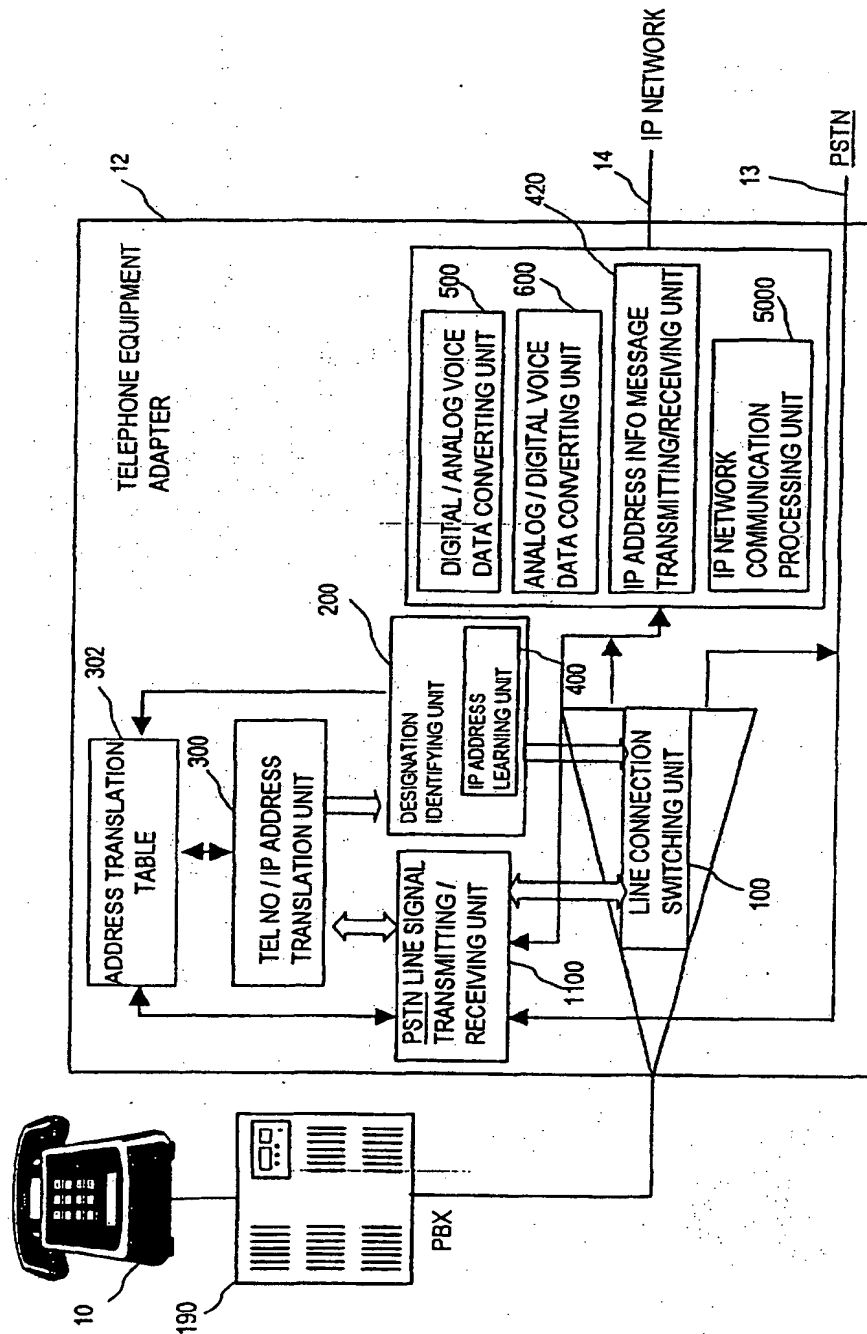 10
190
PBX
TELEPHONE EQUIPMENT
ADAPTER
12
302
ADDRESS TRANSLATION
TABLE
300
TEL NO / IP ADDRESS
TRANSLATION UNIT
PSTN LINE SIGNAL
TRANSMITTING /
RECEIVING UNIT
1100
200
DESIGNATION
IDENTIFYING UNIT
IP ADDRESS
LEARNING UNIT
400
LINE CONNECTION
SWITCHING UNIT
100
500
DIGITAL / ANALOG VOICE
DATA CONVERTING UNIT
600
ANALOG / DIGITAL VOICE
DATA CONVERTING UNIT
420
IP ADDRESS INFO MESSAGE
TRANSMITTING/RECEIVING UNIT
5000
IP NETWORK
COMMUNICATION
PROCESSING UNIT
14
IP NETWORK
13
PSTN